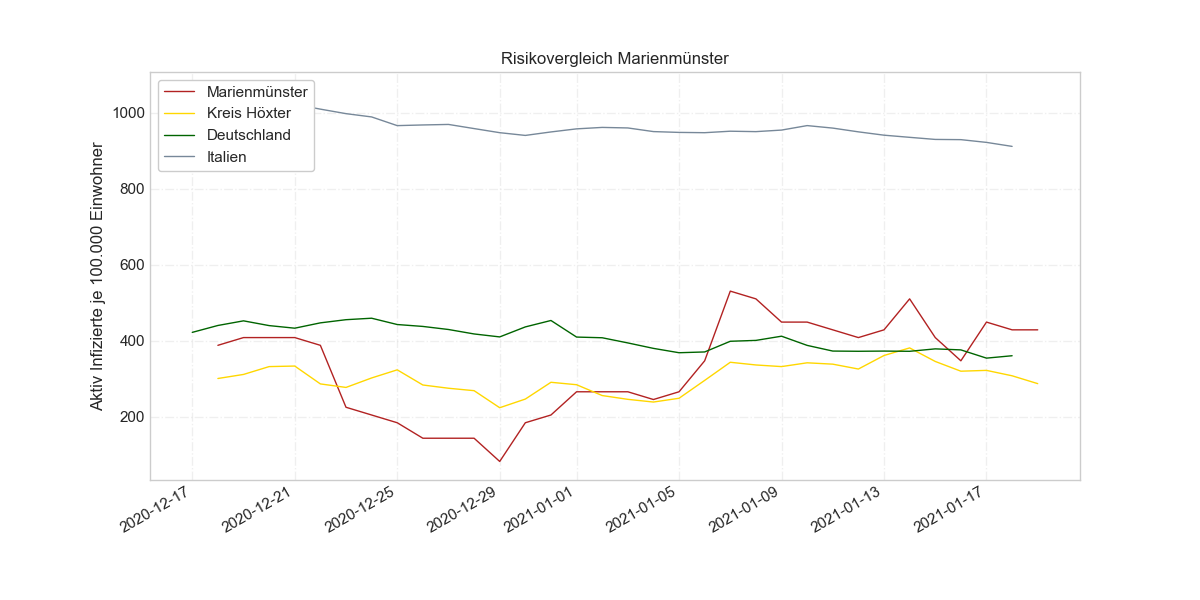 Risikovergleich Marienmünster
Marienmünster
Kreis Höxter
Deutschland
Italien
Aktiv Infizierte je 100.000 Einwohner
1000
800
600
400
200
2020-12-17
2020-12-21
2020-12-25
2020-12-29
2021-01-01
2021-01-05
2021-01-09
2021-01-13
2021-01-17